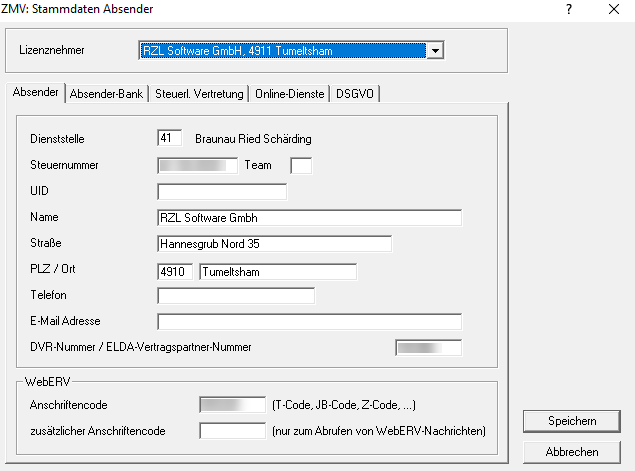 ZMV: Stammdaten Absender
Lizenznehmer RZL Software GmbH, 4911 Tumeltsham
Absender Absender-Bank Steuerl. Vertretung Online-Dienste DSGVO
Dienststelle 41 Braunau Ried Schärding
Steuernummer Team
UID
Name RZL Software Gmbh
Straße Hannesgrub Nord 35
PLZ / Ort 4910 Tumeltsham
Telefon
E-Mail Adresse
DVR-Nummer / ELDA-Vertragspartner-Nummer
WebERV
Anschriftencode (T-Code, JB-Code, Z-Code, ...)
zusätzlicher Anschriftencode (nur zum Abrufen von WebERV-Nachrichten)
Speichern
Abbrechen